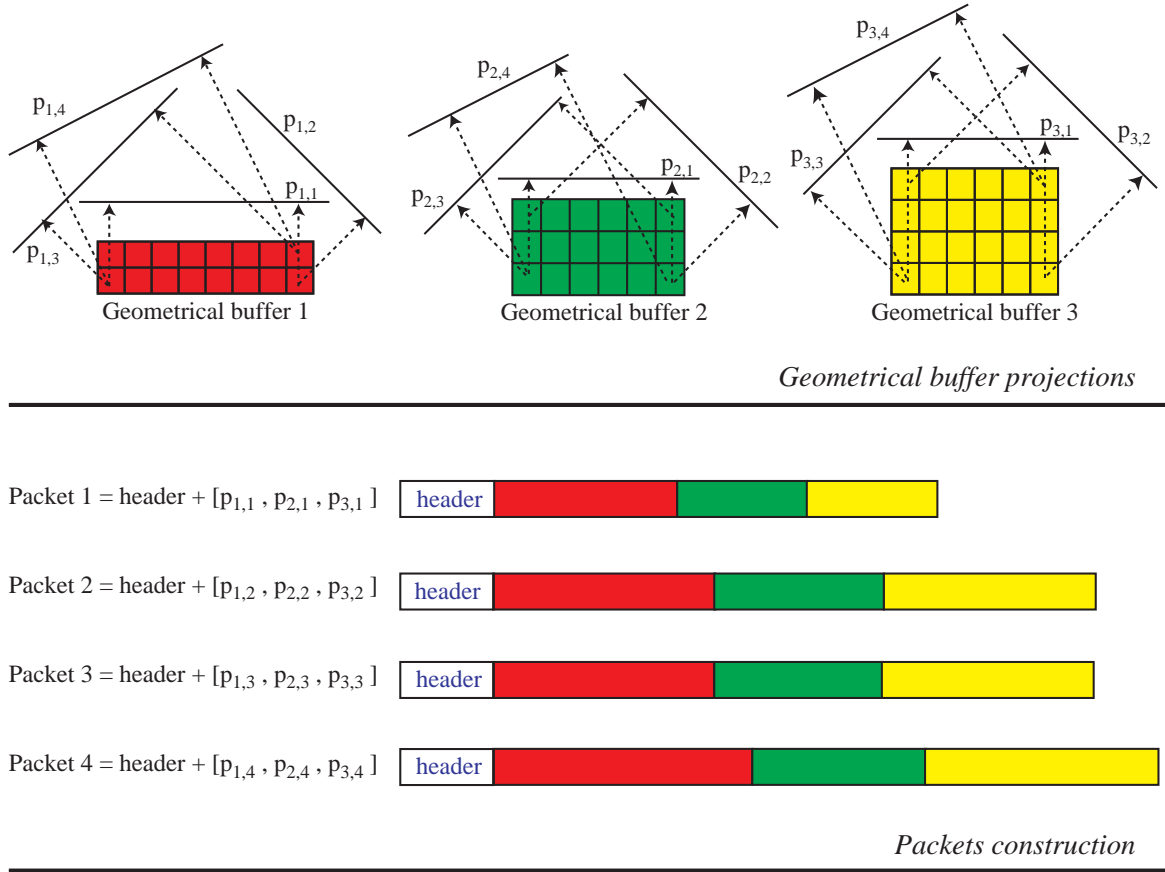 p1,4
p1,2
p1,1
p1,3
Geometrical buffer 1
p2,4
p2,1
p2,2
p2,3
Geometrical buffer 2
p3,4
p3,1
p3,2
p3,3
Geometrical buffer 3
Geometrical buffer projections
Packet 1 = header + [p1,1 , p2,1 , p3,1 ] header
Packet 2 = header + [p1,2 , p2,2 , p3,2 ] header
Packet 3 = header + [p1,3 , p2,3 , p3,3 ] header
Packet 4 = header + [p1,4 , p2,4 , p3,4 ] header
Packets construction